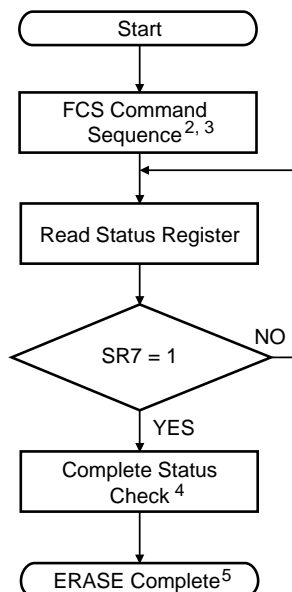 Start
FCS Command
Sequence2, 3
Read Status Register
SR7 = 1
NO
YES
Complete Status
Check 4
ERASE Complete5